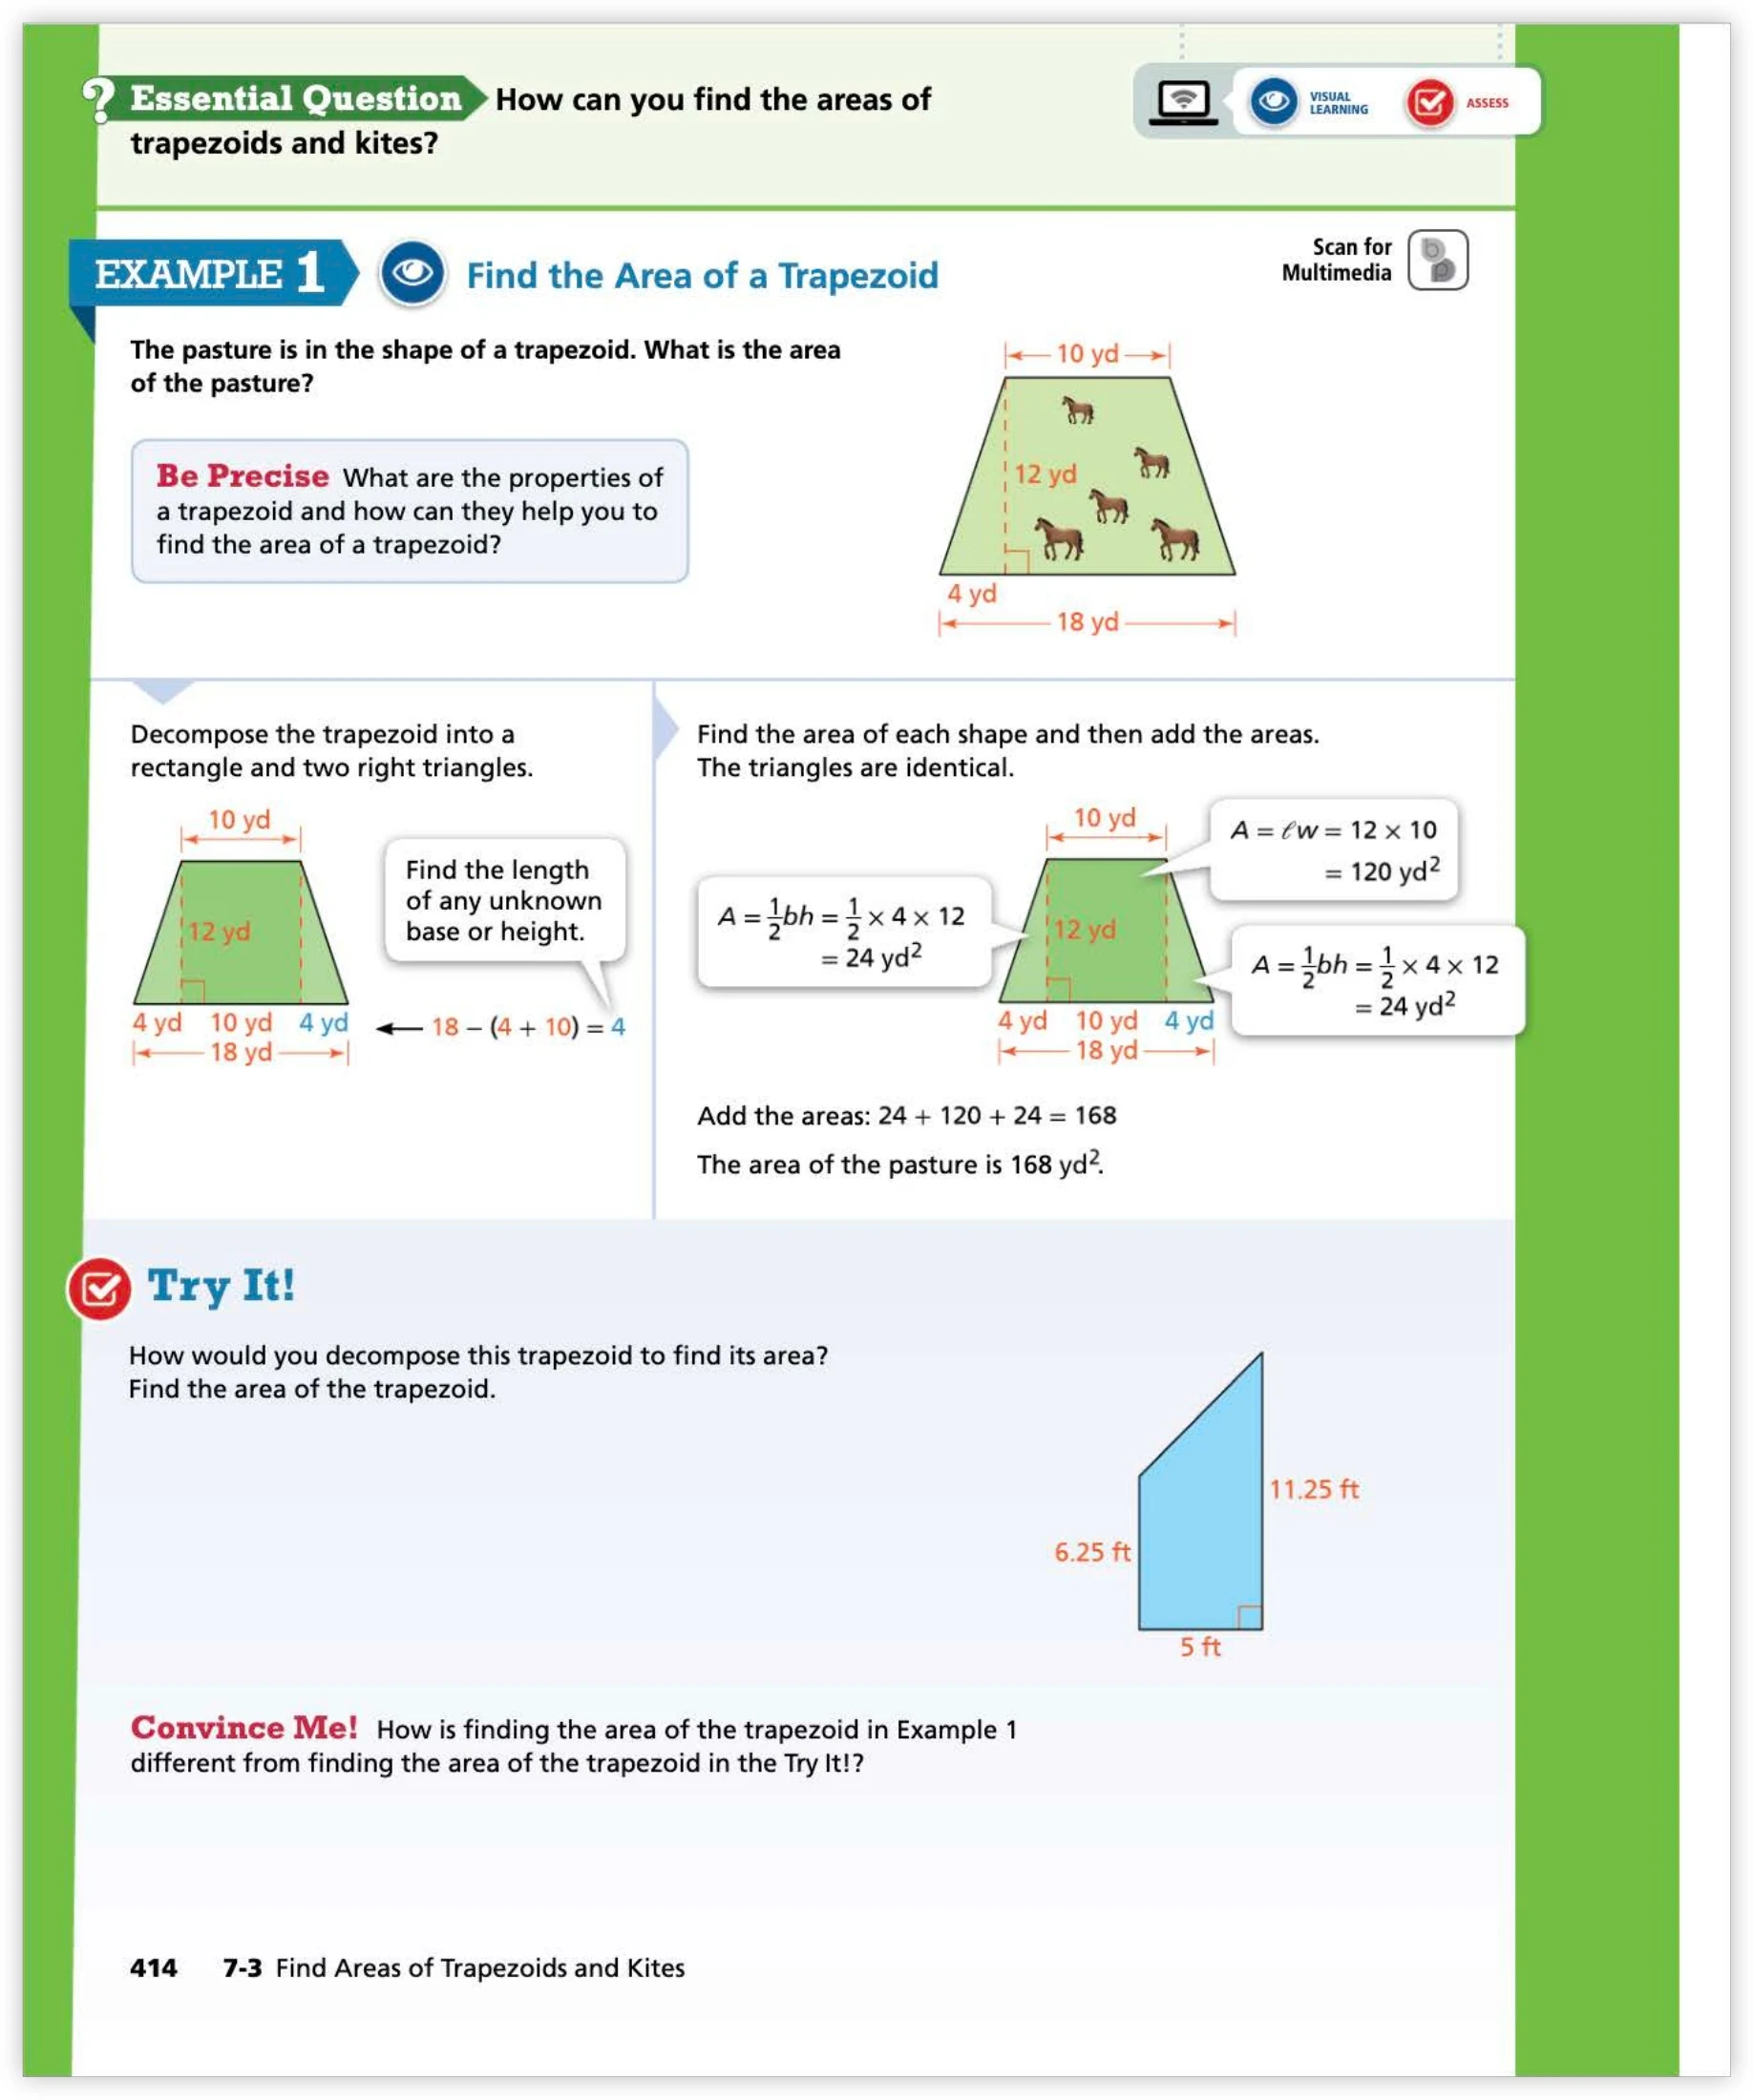 ? Essential Question How can you find the areas of
trapezoids and kites?
VISUAL
LEARNING
ASSESS
EXAMPLE 1 Find the Area of a Trapezoid
Scan for
Multimedia
The pasture is in the shape of a trapezoid. What is the area
of the pasture?
Be Precise What are the properties of
a trapezoid and how can they help you to
find the area of a trapezoid?
10 yd
12 yd
4 yd
18 yd
Decompose the trapezoid into a
rectangle and two right triangles.
10 yd
12 yd
Find the length
of any unknown
base or height.
4 yd 10 yd 4 yd ← 18 – (4 + 10) = 4
18 yd
Find the area of each shape and then add the areas.
The triangles are identical.
10 yd
A = ℓw = 12 × 10
= 120 yd²
A = 1/2 bh = 1/2 × 4 × 12
= 24 yd²
12 yd
A = 1/2 bh = 1/2 × 4 × 12
= 24 yd²
4 yd 10 yd 4 yd
18 yd
Add the areas: 24 + 120 + 24 = 168
The area of the pasture is 168 yd².
Try It!
How would you decompose this trapezoid to find its area?
Find the area of the trapezoid.
11.25 ft
6.25 ft
5 ft
Convince Me! How is finding the area of the trapezoid in Example 1
different from finding the area of the trapezoid in the Try It!?
414 7-3 Find Areas of Trapezoids and Kites